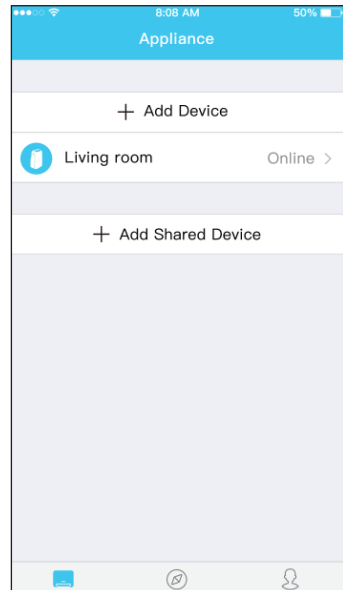 8:08 AM
50%
Appliance
+ Add Device
Living room
Online >
+ Add Shared Device